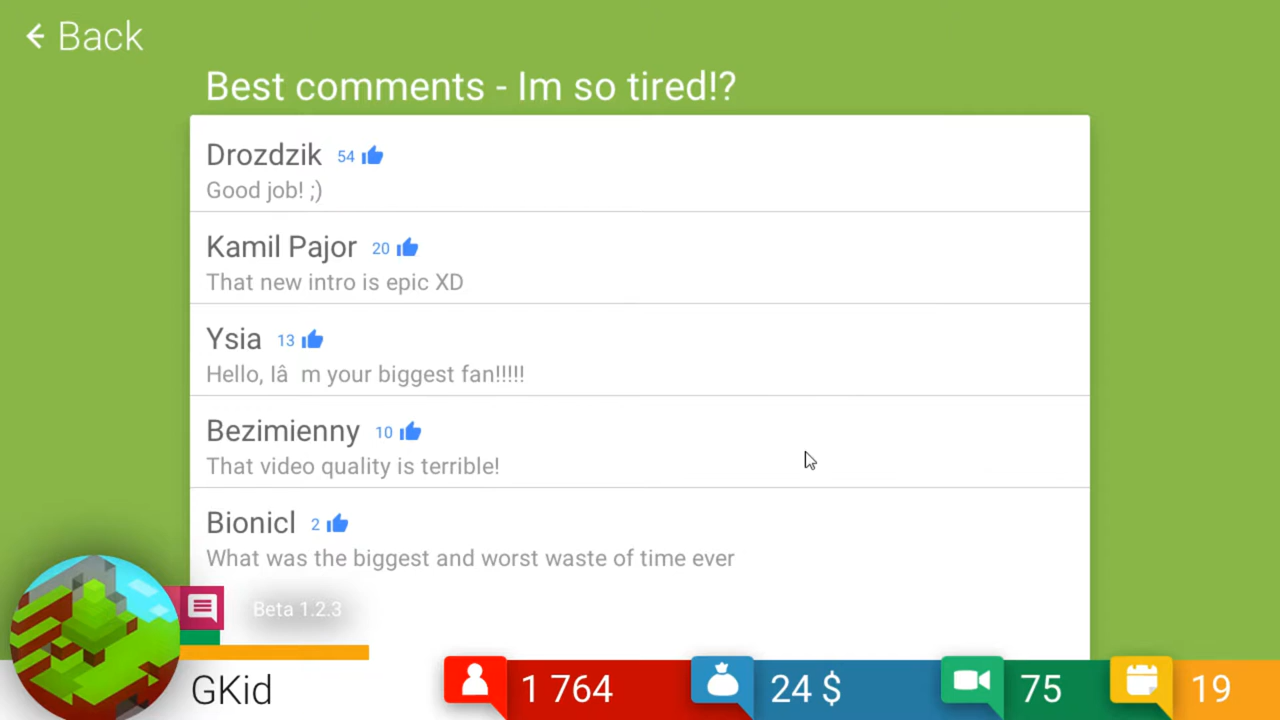 Back
Best comments - Im so tired!?
Drozdzik 54
Good job! ;)
Kamil Pajor 20
That new intro is epic XD
Ysia 13
Hello, Iâ m your biggest fan!!!!!
Bezimienny 10
That video quality is terrible!
Bionicl 2
What was the biggest and worst waste of time ever
Beta 1.2.3
GKid 1 764 24 $ 75 19